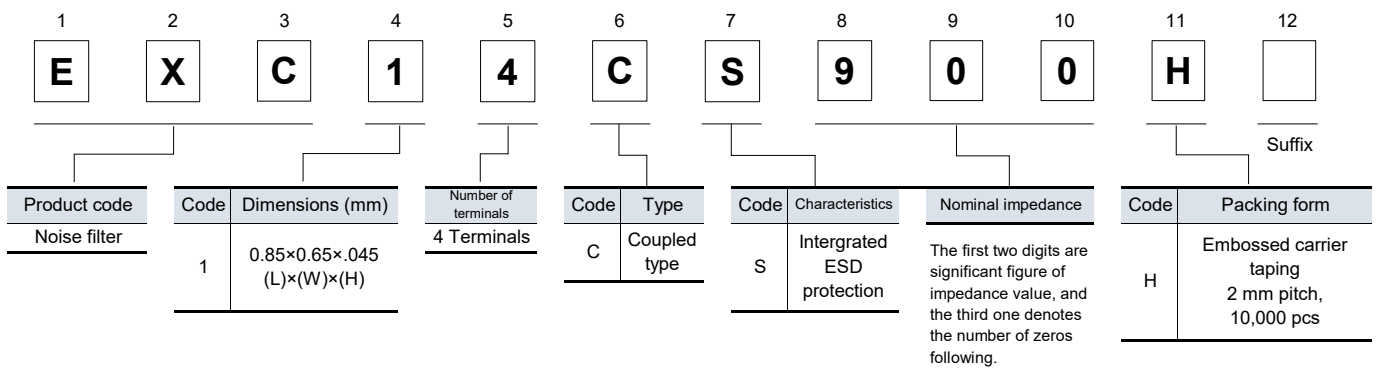 1 2 3 4 5 6 7 8 9 10 11 12
E X C 1 4 C S 9 0 0 H
Suffix
Product code
Noise filter
Code Dimensions (mm)
1
0.85×0.65×.045
(L)×(W)×(H)
Number of
terminals
4 Terminals
Code Type
C
Coupled
type
Code Characteristics
S
Intergrated
ESD
protection
Nominal impedance
The first two digits are
significant figure of
impedance value, and
the third one denotes
the number of zeros
following.
Code Packing form
H
Embossed carrier
taping
2 mm pitch,
10,000 pcs